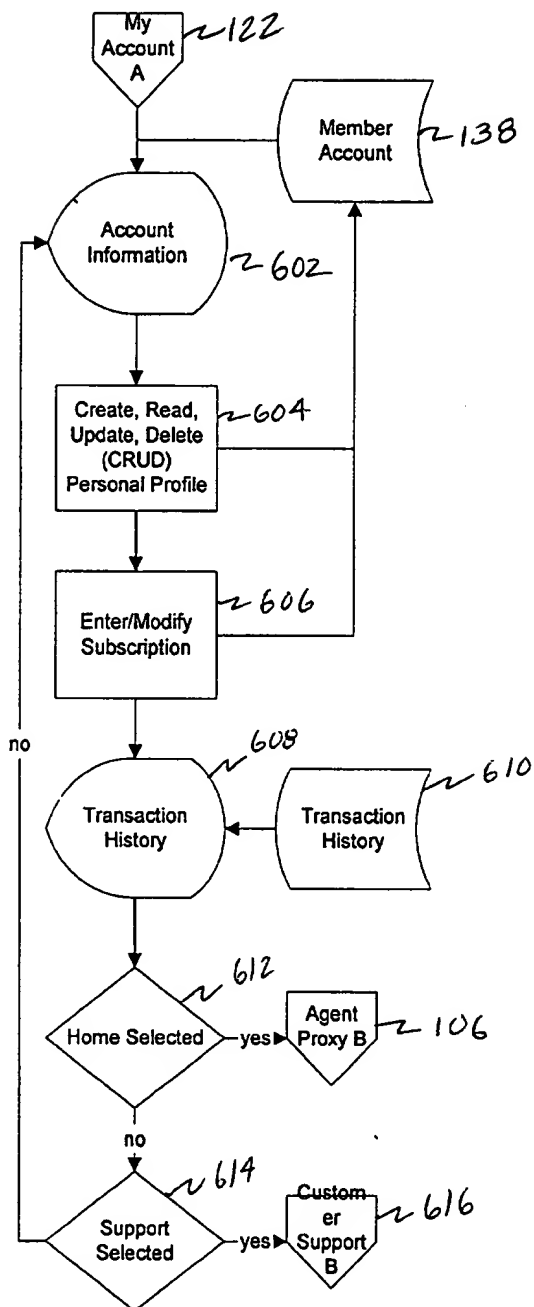 My
Account
A
122
Member
Account
138
Account
Information
602
Create, Read,
Update, Delete
(CRUD)
Personal Profile
604
Enter/Modify
Subscription
606
no
608
Transaction
History
Transaction
History
610
612
Home Selected
yes
Agent
Proxy B
106
no
614
Support
Selected
yes
Custom
er
Support
B
616